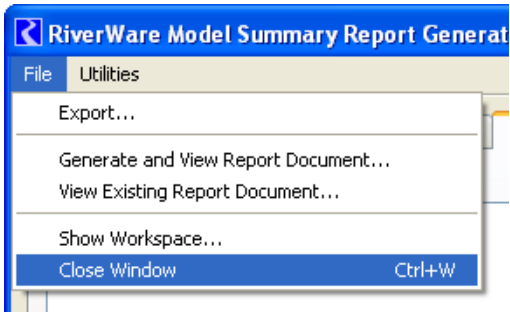 RiverWare Model Summary Report Generat
File Utilities
Export...
Generate and View Report Document...
View Existing Report Document...
Show Workspace...
Close Window Ctrl+W